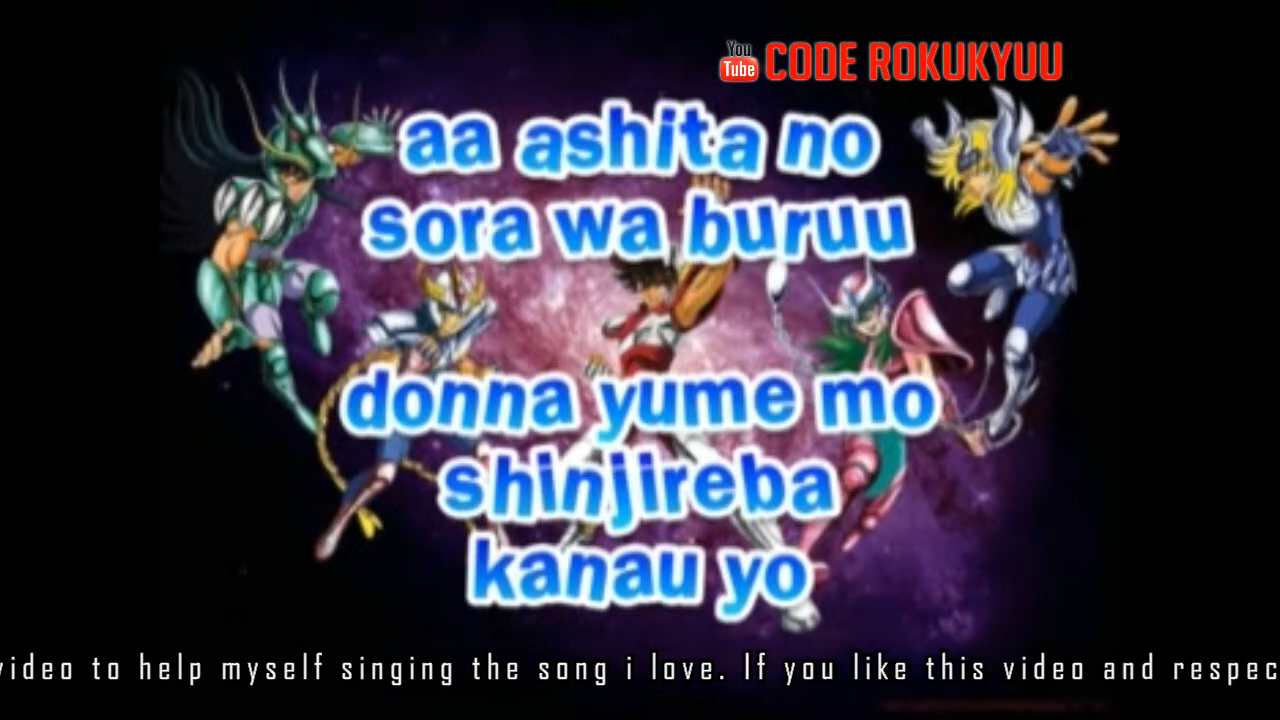 You Tube CODE ROKUKYUU
aa ashita no
sora wa buruu
donna yume mo
shinjireba
kanau yo
video to help myself singing the song i love. If you like this video and respec